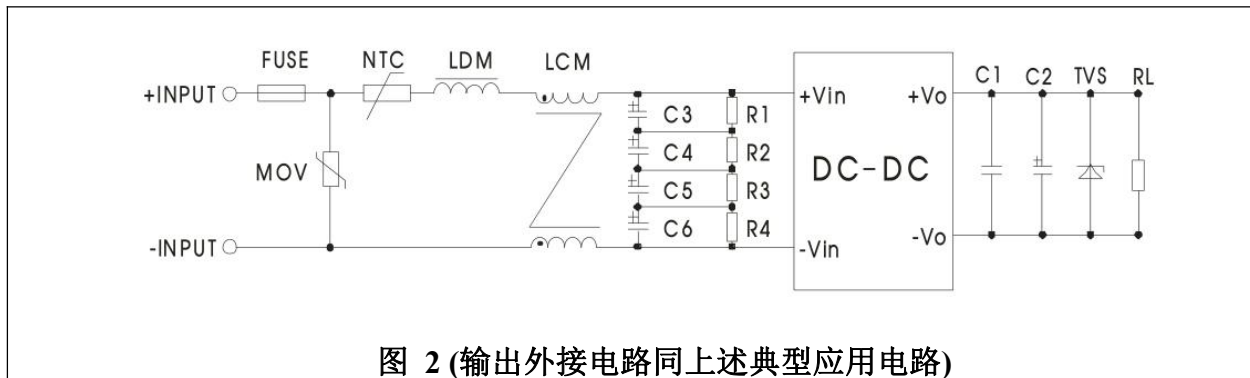 FUSE NTC LDM LCM C1 C2 TVS RL
+INPUT +Vin +Vo
C3 R1
C4 R2
MOV DC-DC
C5 R3
C6 R4
-INPUT -Vin -Vo
图 2 (输出外接电路同上述典型应用电路)